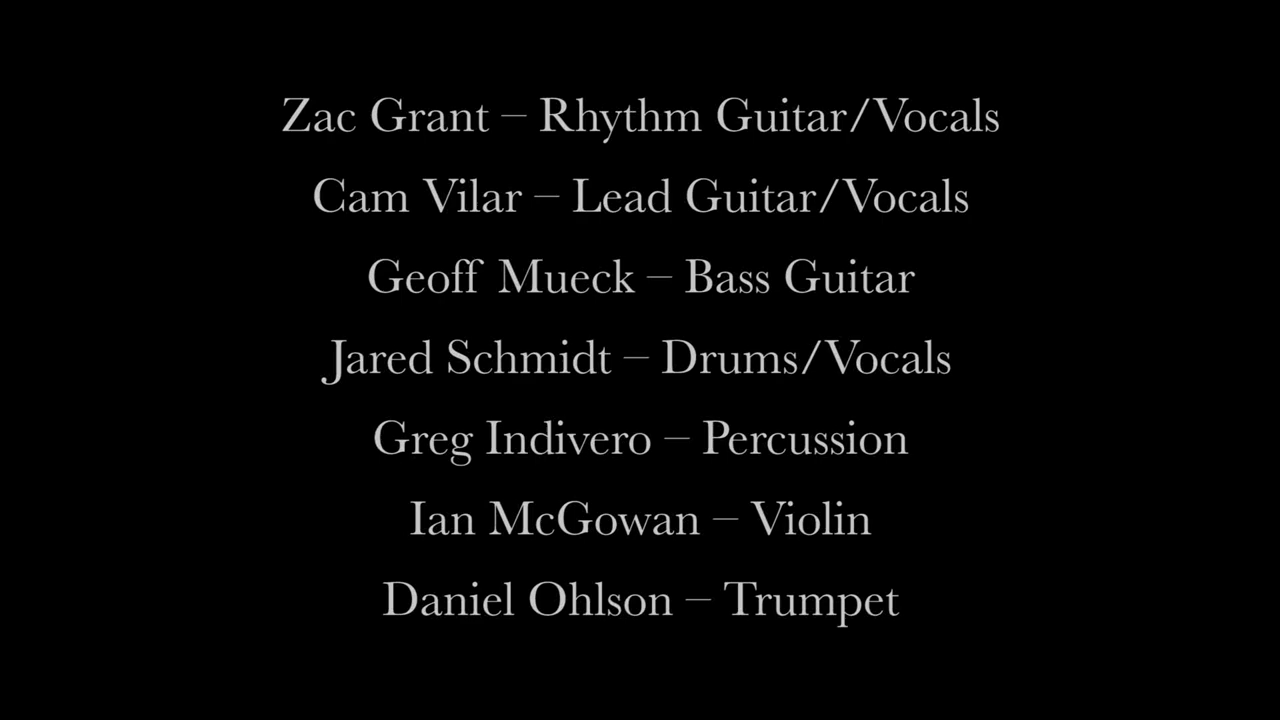 Zac Grant – Rhythm Guitar/Vocals
Cam Vilar – Lead Guitar/Vocals
Geoff Mueck – Bass Guitar
Jared Schmidt – Drums/Vocals
Greg Indivero – Percussion
Ian McGowan – Violin
Daniel Ohlson – Trumpet